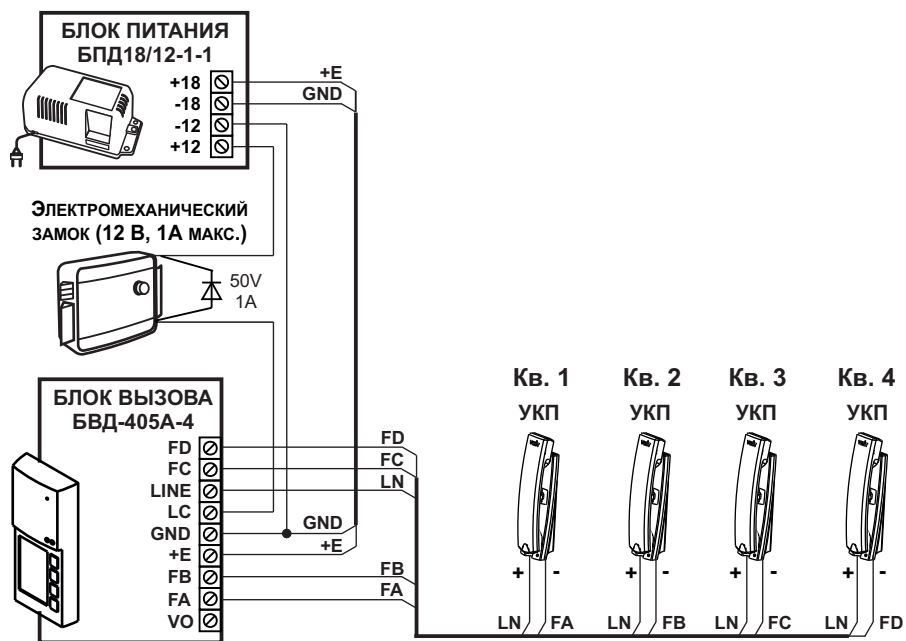 БЛОК ПИТАНИЯ
БПД18/12-1-1
+18
-18
-12
+12
+E
GND
ЭЛЕКТРОМЕХАНИЧЕСКИЙ
ЗАМОК (12 В, 1А МАКС.)
50V
1A
БЛОК ВЫЗОВА
БВД-405А-4
FD
FC
LINE
LC
GND
+E
FB
FA
VO
FD
FC
LN
GND
+E
FB
FA
Кв. 1
Кв. 2
Кв. 3
Кв. 4
УКП
УКП
УКП
УКП
+ -
+ -
+ -
+ -
LN FA
LN FB
LN FC
LN FD